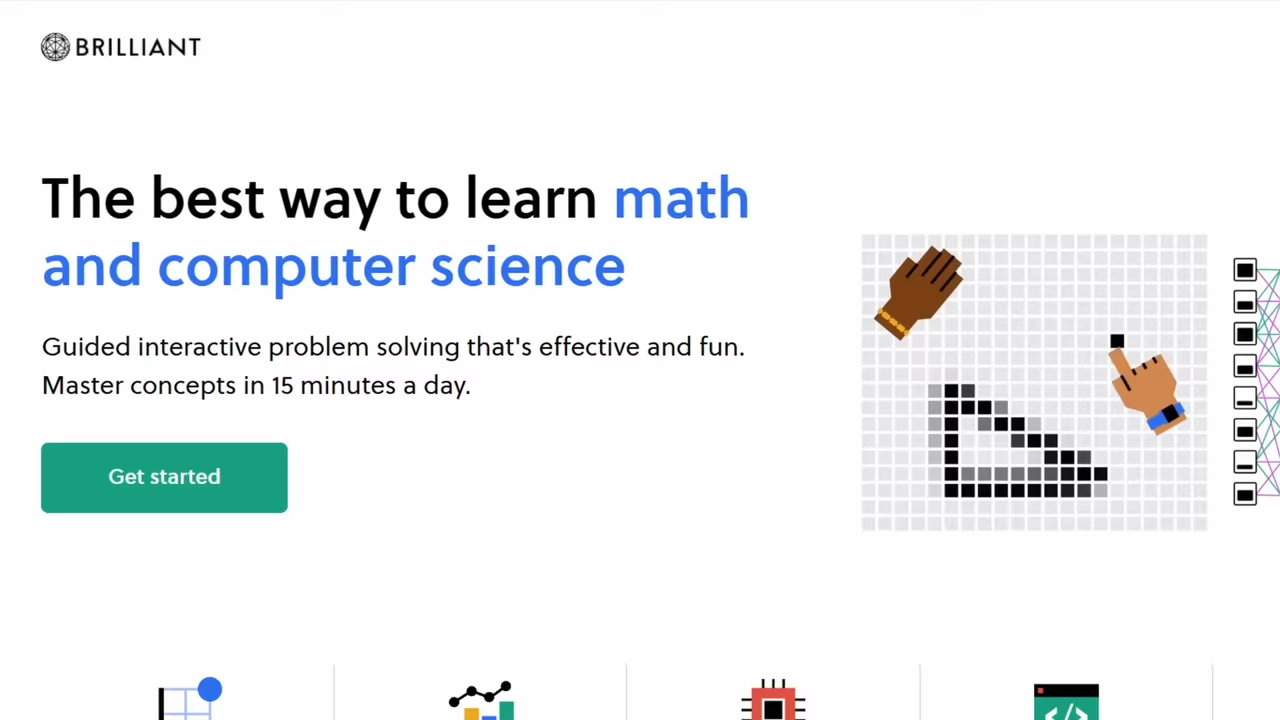 BRILLIANT
The best way to learn math
and computer science
Guided interactive problem solving that's effective and fun.
Master concepts in 15 minutes a day.
Get started
</>